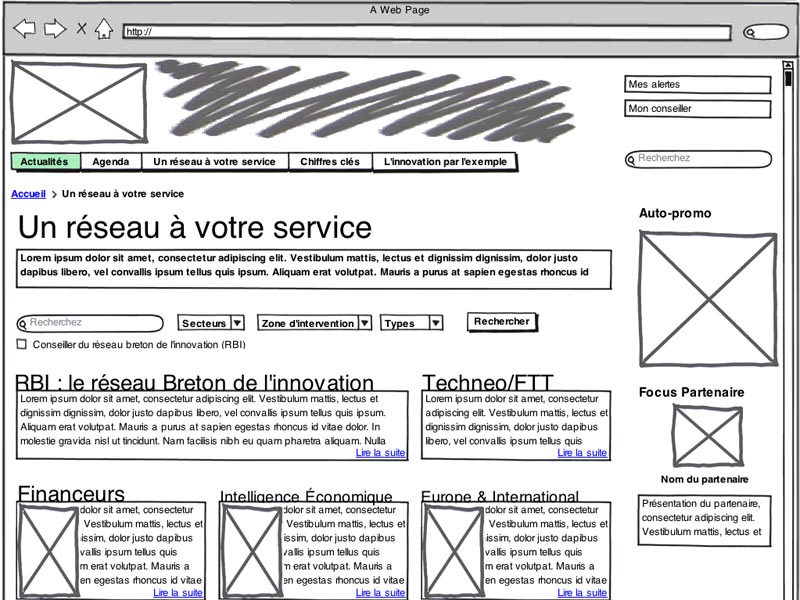 A Web Page
http://
Mes alertes
Mon conseiller
Actualités
Agenda
Un réseau à votre service
Chiffres clés
L'innovation par l'exemple
Recherchez
Accueil > Un réseau à votre service
Un réseau à votre service
Lorem ipsum dolor sit amet, consectetur adipiscing elit. Vestibulum mattis, lectus et dignissim dignissim, dolor justo
dapibus libero, vel convallis ipsum tellus quis ipsum. Aliquam erat volutpat. Mauris a purus at sapien egestas rhoncus id
Recherchez
Secteurs
Zone d'intervention
Types
Rechercher
Conseiller du réseau breton de l'innovation (RBI)
RBI : le réseau Breton de l'innovation
Lorem ipsum dolor sit amet, consectetur adipiscing elit. Vestibulum mattis, lectus et
dignissim dignissim, dolor justo dapibus libero, vel convallis ipsum tellus quis ipsum.
Aliquam erat volutpat. Mauris a purus at sapien egestas rhoncus id vitae dolor. In
molestie gravida nisl ut tincidunt. Nam facilisis nibh eu quam pharetra aliquam. Nulla
Lire la suite
Techneo/FTT
Lorem ipsum dolor sit amet, consectetur
adipiscing elit. Vestibulum mattis, lectus et
dignissim dignissim, dolor justo dapibus
libero, vel convallis ipsum tellus quis
Lire la suite
Financeurs
dolor sit amet, consectetur
Vestibulum mattis, lectus et
im, dolor justo dapibus
vallis ipsum tellus quis
m erat volutpat. Mauris a
en egestas rhoncus id vitae
Lire la suite
Intelligence Économique
dolor sit amet, consectetur
Vestibulum mattis, lectus et
im, dolor justo dapibus
vallis ipsum tellus quis
m erat volutpat. Mauris a
en egestas rhoncus id vitae
Lire la suite
Europe & International
dolor sit amet, consectetur
Vestibulum mattis, lectus et
im, dolor justo dapibus
vallis ipsum tellus quis
m erat volutpat. Mauris a
en egestas rhoncus id vitae
Lire la suite
Auto-promo
Focus Partenaire
Nom du partenaire
Présentation du partenaire,
consectetur adipiscing elit.
Vestibulum mattis, lectus et